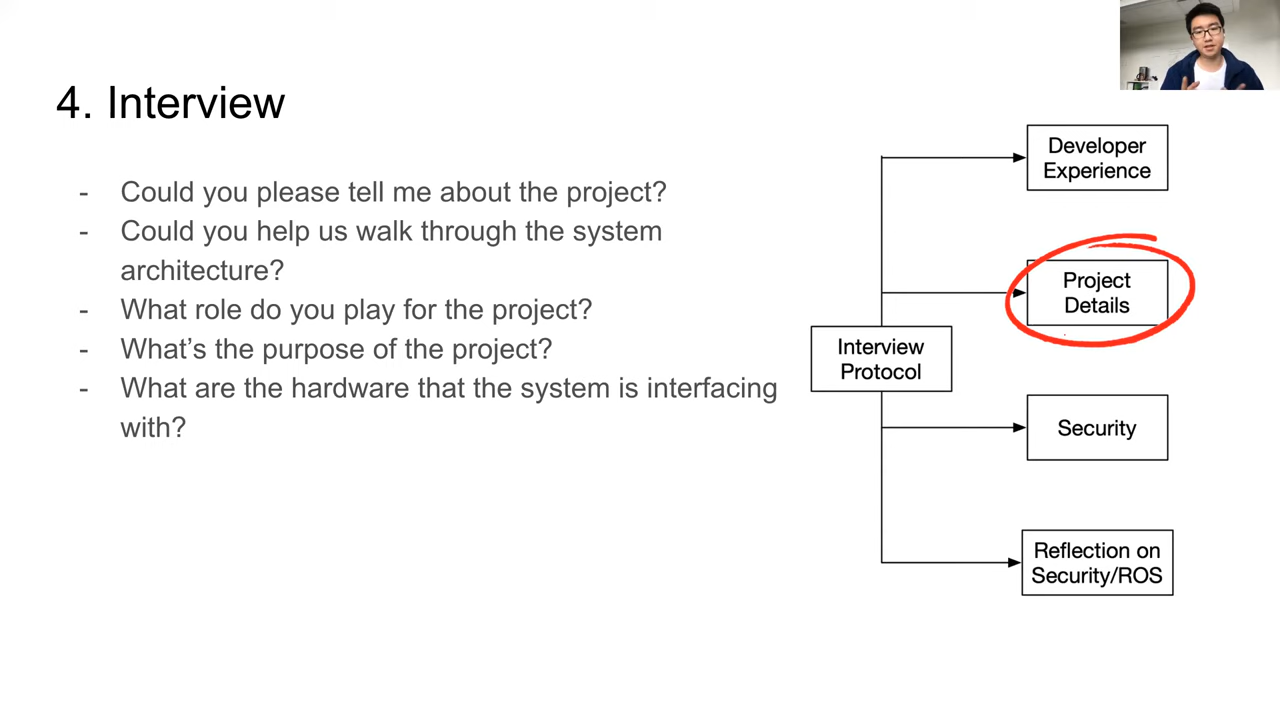 4. Interview
- Could you please tell me about the project?
- Could you help us walk through the system
architecture?
- What role do you play for the project?
- What's the purpose of the project?
- What are the hardware that the system is interfacing
with?
Interview
Protocol
Developer
Experience
Project
Details
Security
Reflection on
Security/ROS